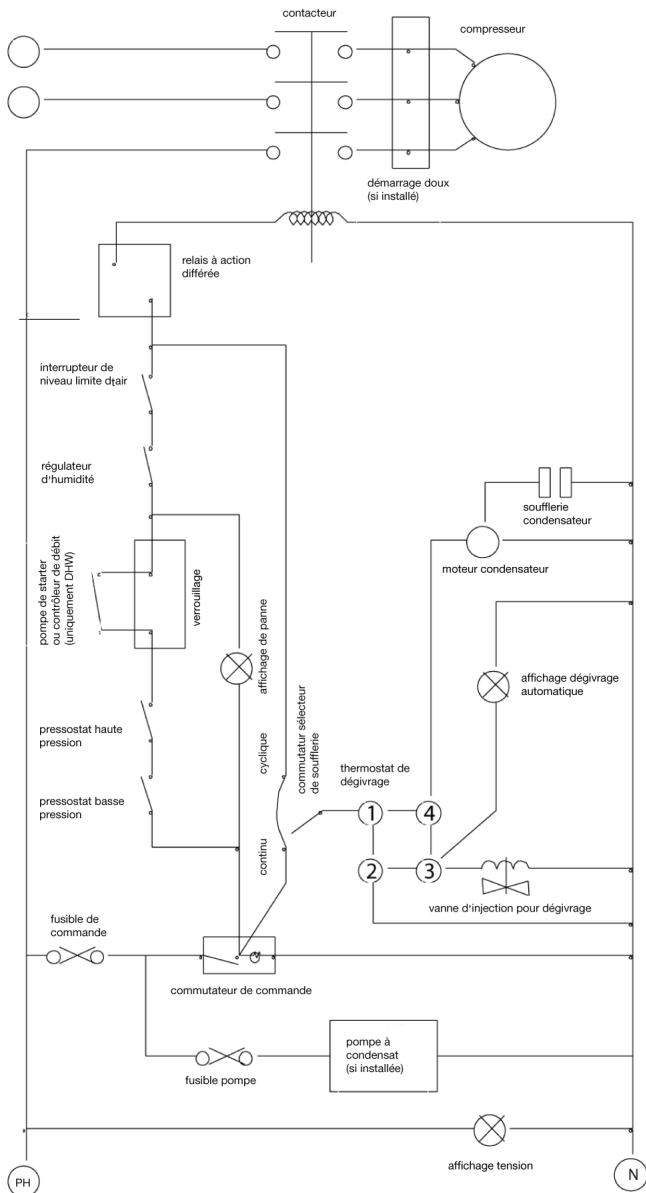 contacteur
compresseur
démarrage doux
(si installé)
relais à action
différée
interrupteur de
niveau limite dţair
régulateur
d'humidité
soufflerie
condensateur
moteur condensateur
pompe de starter
ou contrôleur de débit
(uniquement DHW)
verrouillage
affichage de panne
affichage dégivrage
automatique
pressostat haute
pression
cyclique
commutatur sélecteur
de soufflerie
thermostat de
dégivrage
1
4
pressostat basse
pression
continu
2
3
vanne d'injection pour dégivrage
fusible de
commande
commutateur de commande
pompe à
condensat
(si installée)
fusible pompe
affichage tension
PH
N